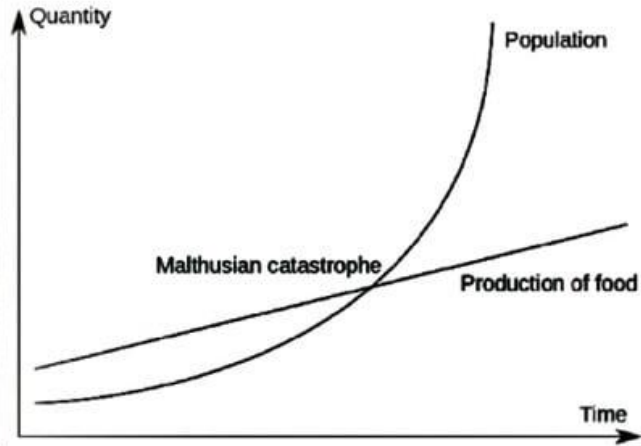 Quantity
Population
Malthusian catastrophe
Production of food
Time